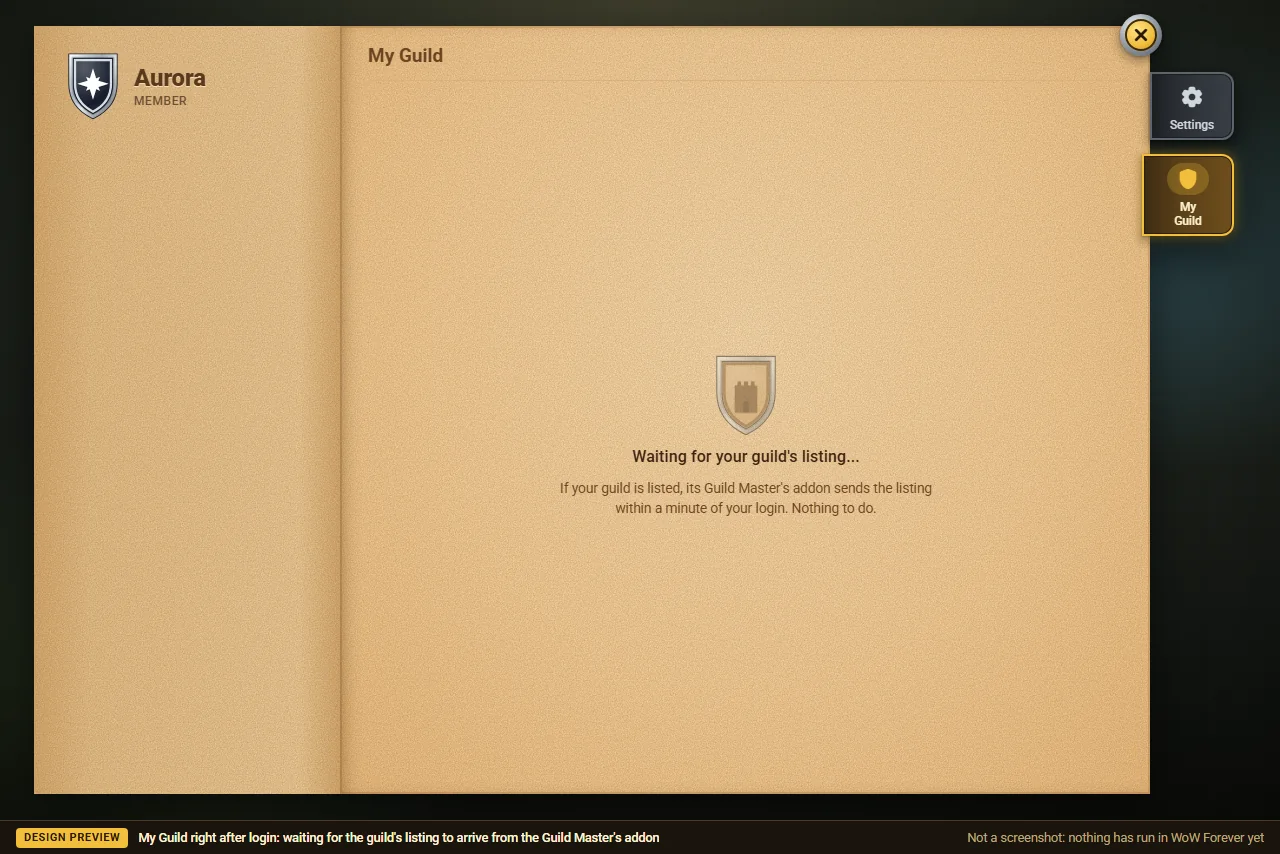 Aurora
MEMBER
My Guild
Settings
My
Guild
Waiting for your guild's listing...
If your guild is listed, its Guild Master's addon sends the listing
within a minute of your login. Nothing to do.
DESIGN PREVIEW
My Guild right after login: waiting for the guild's listing to arrive from the Guild Master's addon
Not a screenshot: nothing has run in WoW Forever yet